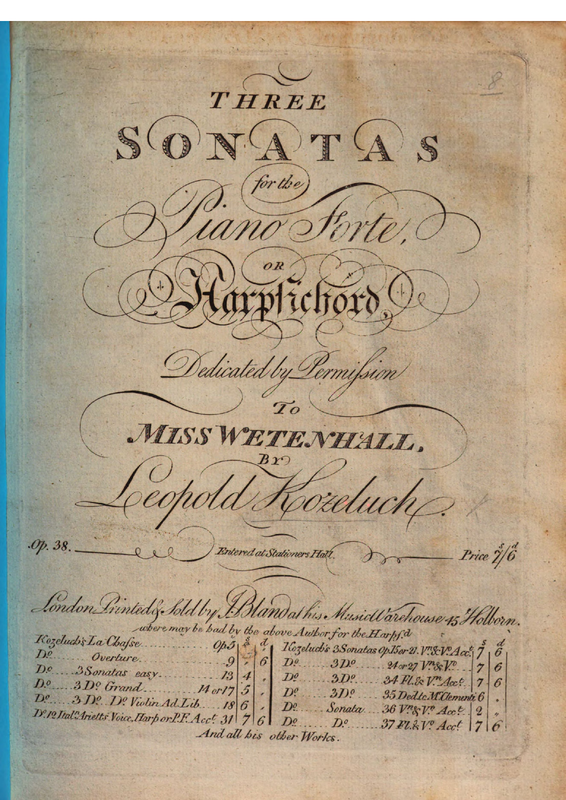 8
THREE
SONATAS
for the
Piano Forte,
OR
Harpsichord,
Dedicated by Permiſsion
To
MISS WETENHALL.
BY
Leopold Kozeluch.
Op. 38.
Entered at Stationers Hall.
Price 7s/6d
London Printed & Sold by J. Bland at his Music Warehouse 45 Holborn.
where may be had by the above Author for the Harpsd.
s d s d
Kozeluch's La Chaſse Op 5 Kozeluch's 3 Sonatas Op. 15 or 21. Vn. & Vo. Acct. 7 6
Do. Overture 9 6 Do. 3 Do. 24 or 27 Vn. & Vo. 7 6
Do. 3 Sonatas easy 13 4 Do. 3 Do. 34 Fl. & Vo. Acct. 7 6
Do. 3 Do. Grand 14 or 17 5 Do. 3 Do. 35 Ded. to M. Clementi 6
Do. 3 Do. Do. Violin Ad. Lib. 18 6 Do. Sonata 36 Vn. & Vo. Acct. 2
Do. 12 Ital. Arietts Voice, Harp or P.F. Acct. 31 7 6 Do. Do. 37 Fl. & Vo. Acct. 7 6
And all his other Works.